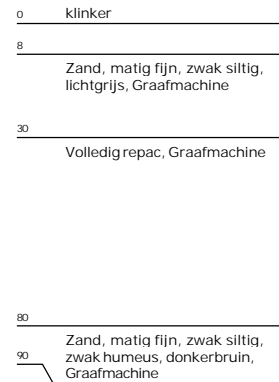 0 klinker
8
Zand, matig fijn, zwak siltig,
lichtgrijs, Graafmachine
30
Volledig repac, Graafmachine
80
Zand, matig fijn, zwak siltig,
90 zwak humeus, donkerbruin,
Graafmachine